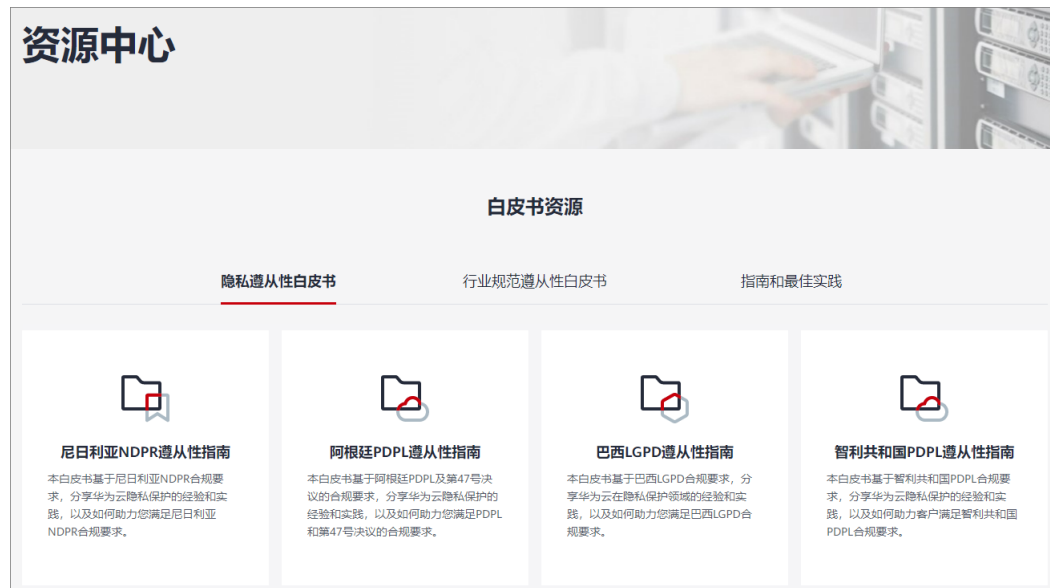 资源中心
白皮书资源
隐私遵从性白皮书
行业规范遵从性白皮书
指南和最佳实践
尼日利亚NDPR遵从性指南
本白皮书基于尼日利亚NDPR合规要
求，分享华为云隐私保护的经验和实
践，以及如何助力您满足尼日利亚
NDPR合规要求。
阿根廷PDPL遵从性指南
本白皮书基于阿根廷PDPL及第47号决
议的合规要求，分享华为云隐私保护的
经验和实践，以及如何助力您满足PDPL
和第47号决议的合规要求。
巴西LGPD遵从性指南
本白皮书基于巴西LGPD合规要求，分
享华为云在隐私保护领域的经验和实
践，以及如何助力您满足巴西LGPD合
规要求。
智利共和国PDPL遵从性指南
本白皮书基于智利共和国PDPL合规要
求，分享华为云隐私保护的经验和实
践，以及如何助力客户满足智利共和国
PDPL合规要求。